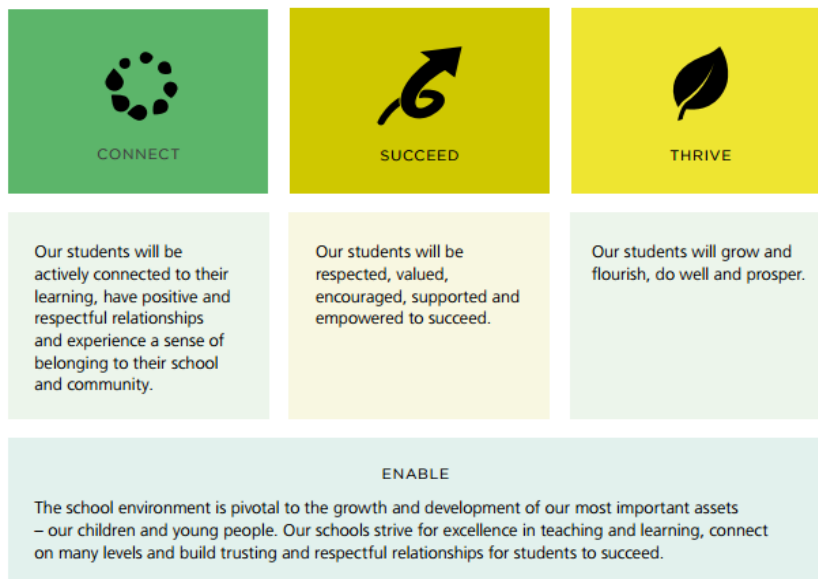 CONNECT
Our students will be
actively connected to their
learning, have positive and
respectful relationships
and experience a sense of
belonging to their school
and community.
SUCCEED
Our students will be
respected, valued,
encouraged, supported and
empowered to succeed.
THRIVE
Our students will grow and
flourish, do well and prosper.
ENABLE
The school environment is pivotal to the growth and development of our most important assets
– our children and young people. Our schools strive for excellence in teaching and learning, connect
on many levels and build trusting and respectful relationships for students to succeed.